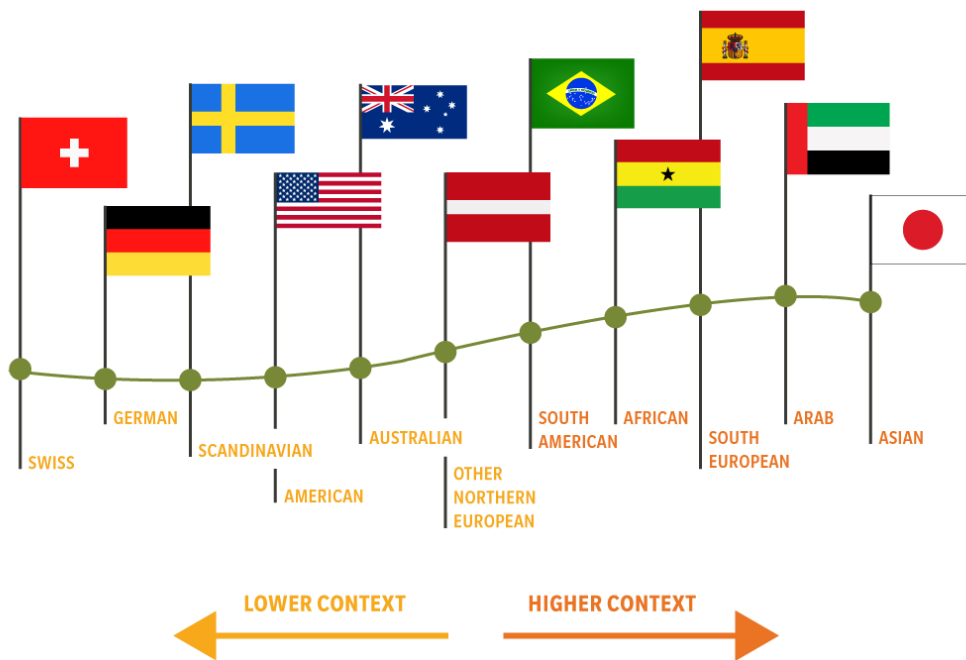 SWISS
GERMAN
SCANDINAVIAN
AMERICAN
AUSTRALIAN
OTHER
NORTHERN
EUROPEAN
SOUTH
AMERICAN
AFRICAN
SOUTH
EUROPEAN
ARAB
ASIAN
LOWER CONTEXT
HIGHER CONTEXT